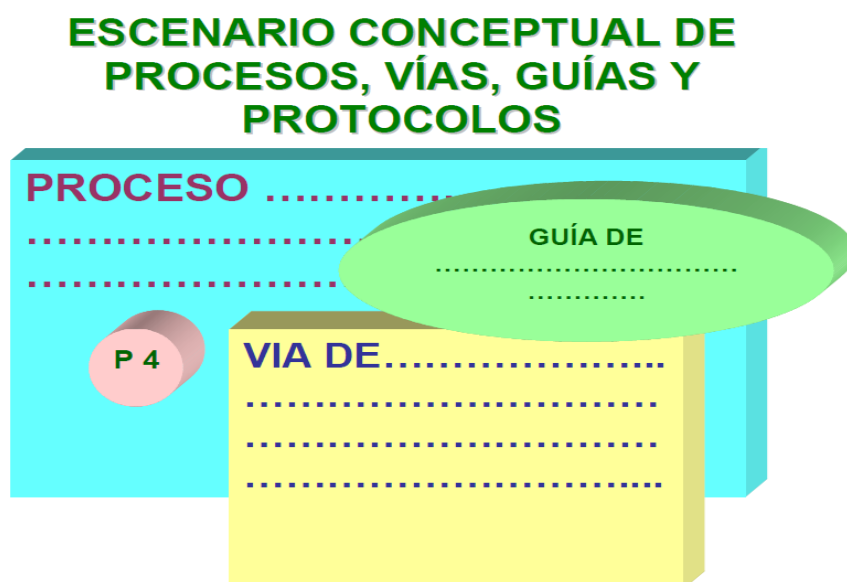 ESCENARIO CONCEPTUAL DE
PROCESOS, VÍAS, GUÍAS Y
PROTOCOLOS
PROCESO ……………
………………………
………………………
GUÍA DE
.................................
.............
P 4
VIA DE…………………..
………………………………
………………………………
…………………………….…..